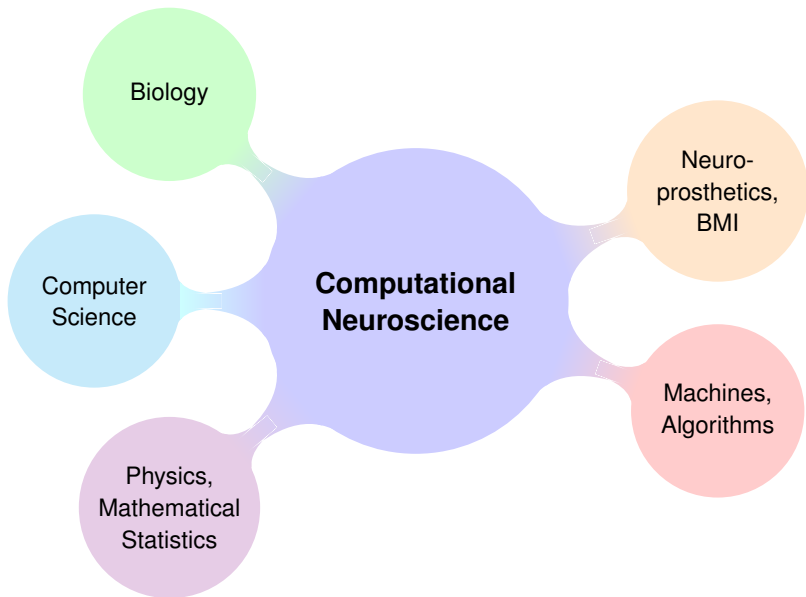 Biology
Computer
Science
Physics,
Mathematical
Statistics
Computational
Neuroscience
Neuro-
prosthetics,
BMI
Machines,
Algorithms